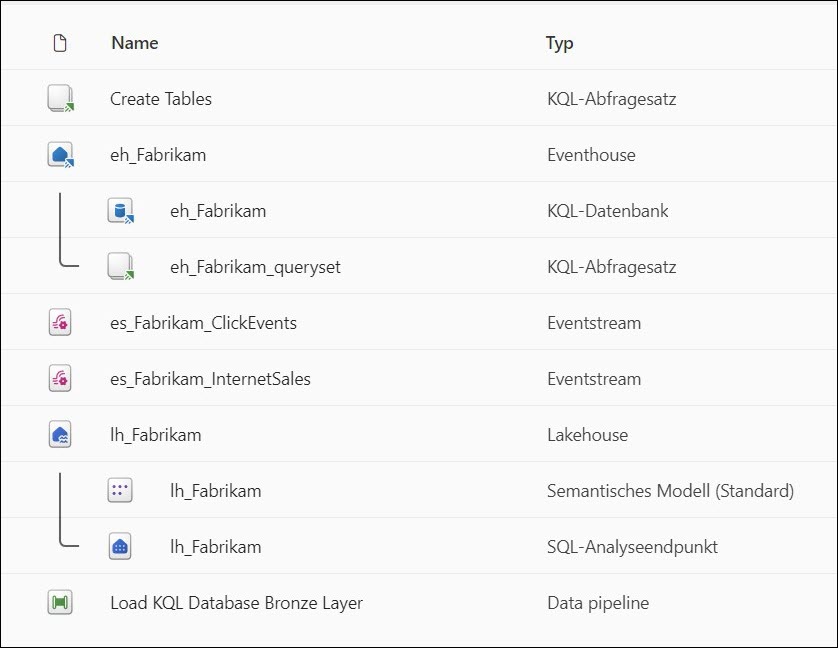 Name Typ
Create Tables KQL-Abfragesatz
eh_Fabrikam Eventhouse
eh_Fabrikam KQL-Datenbank
eh_Fabrikam_queryset KQL-Abfragesatz
es_Fabrikam_ClickEvents Eventstream
es_Fabrikam_InternetSales Eventstream
lh_Fabrikam Lakehouse
lh_Fabrikam Semantisches Modell (Standard)
lh_Fabrikam SQL-Analyseendpunkt
Load KQL Database Bronze Layer Data pipeline